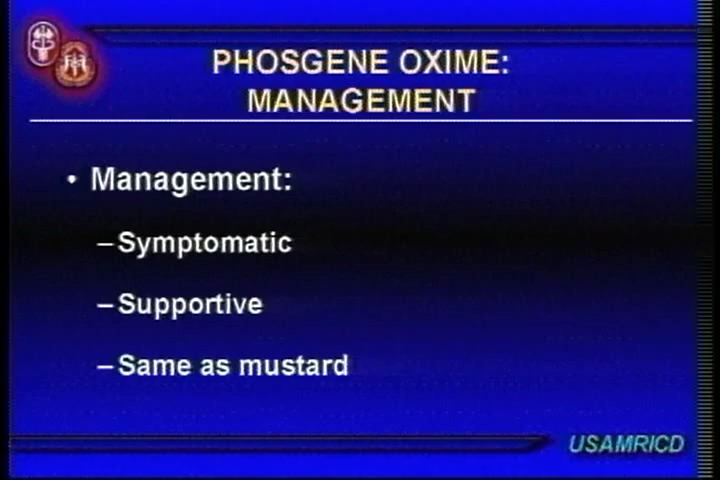 PHOSGENE OXIME:
MANAGEMENT
• Management:
– Symptomatic
– Supportive
– Same as mustard
USAMRICD